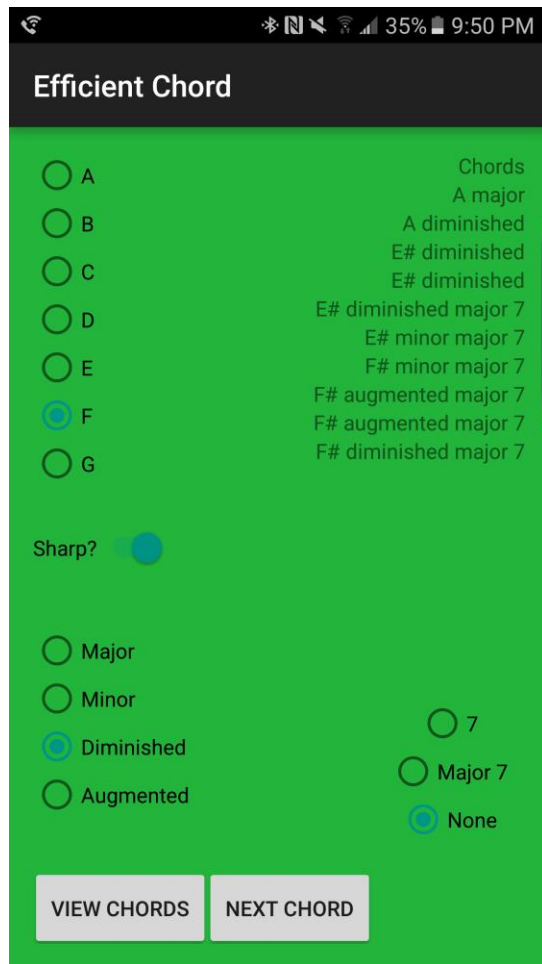 35% 9:50 PM
Efficient Chord
A
B
C
D
E
F
G
Chords
A major
A diminished
E# diminished
E# diminished
E# diminished major 7
E# minor major 7
F# minor major 7
F# augmented major 7
F# augmented major 7
F# diminished major 7
Sharp?
Major
Minor
Diminished
Augmented
7
Major 7
None
VIEW CHORDS
NEXT CHORD